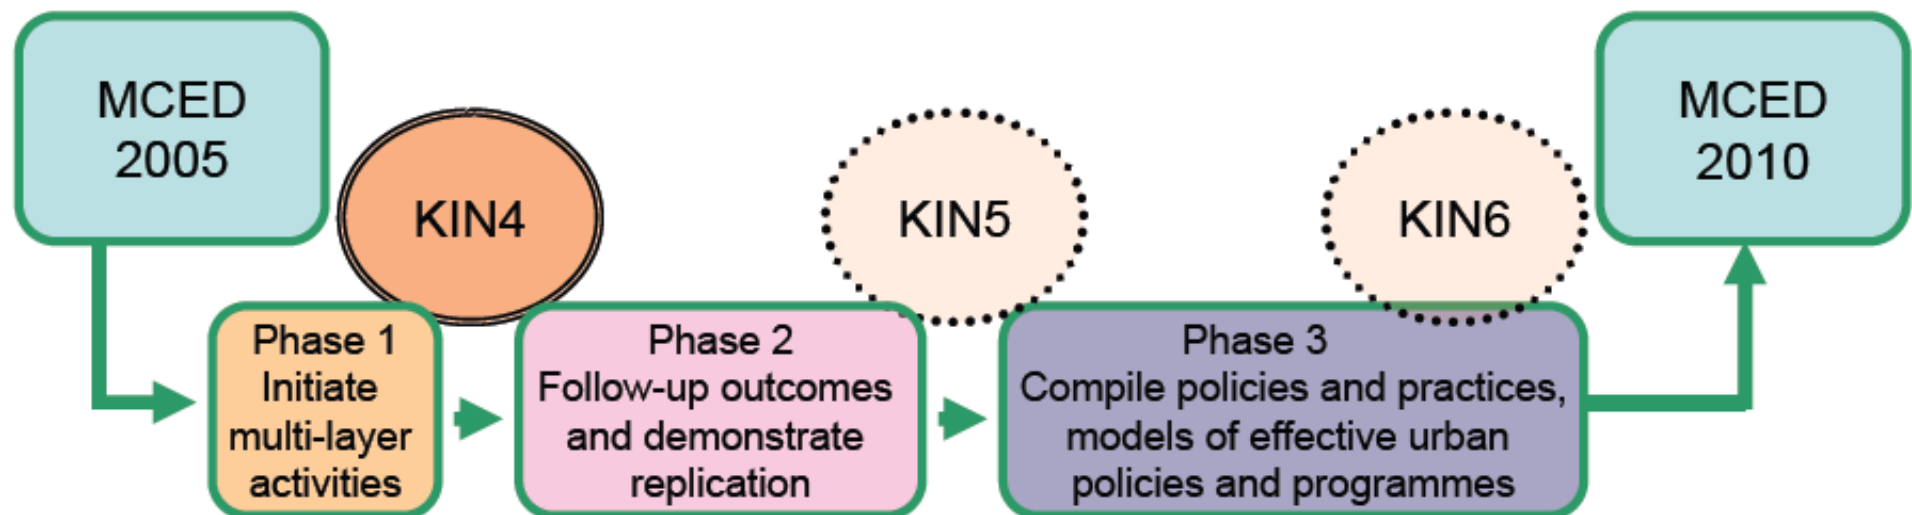 MCED
2005
KIN4
KIN5
KIN6
MCED
2010
Phase 1
Initiate
multi-layer
activities
Phase 2
Follow-up outcomes
and demonstrate
replication
Phase 3
Compile policies and practices,
models of effective urban
policies and programmes